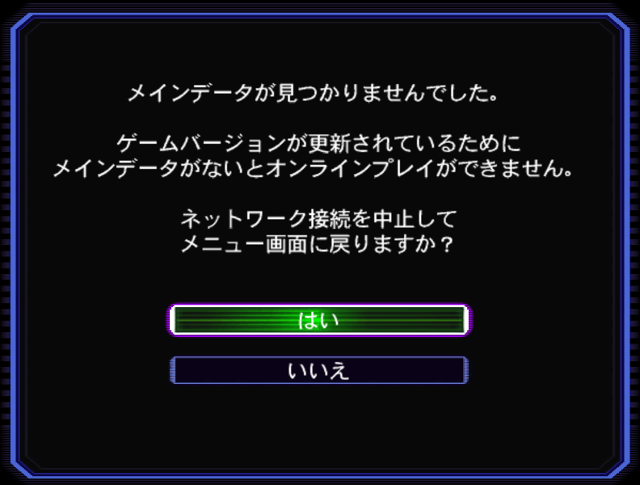 メインデータが見つかりませんでした。
ゲームバージョンが更新されているために
メインデータがないとオンラインプレイができません。
ネットワーク接続を中止して
メニュー画面に戻りますか？
はい
いいえ